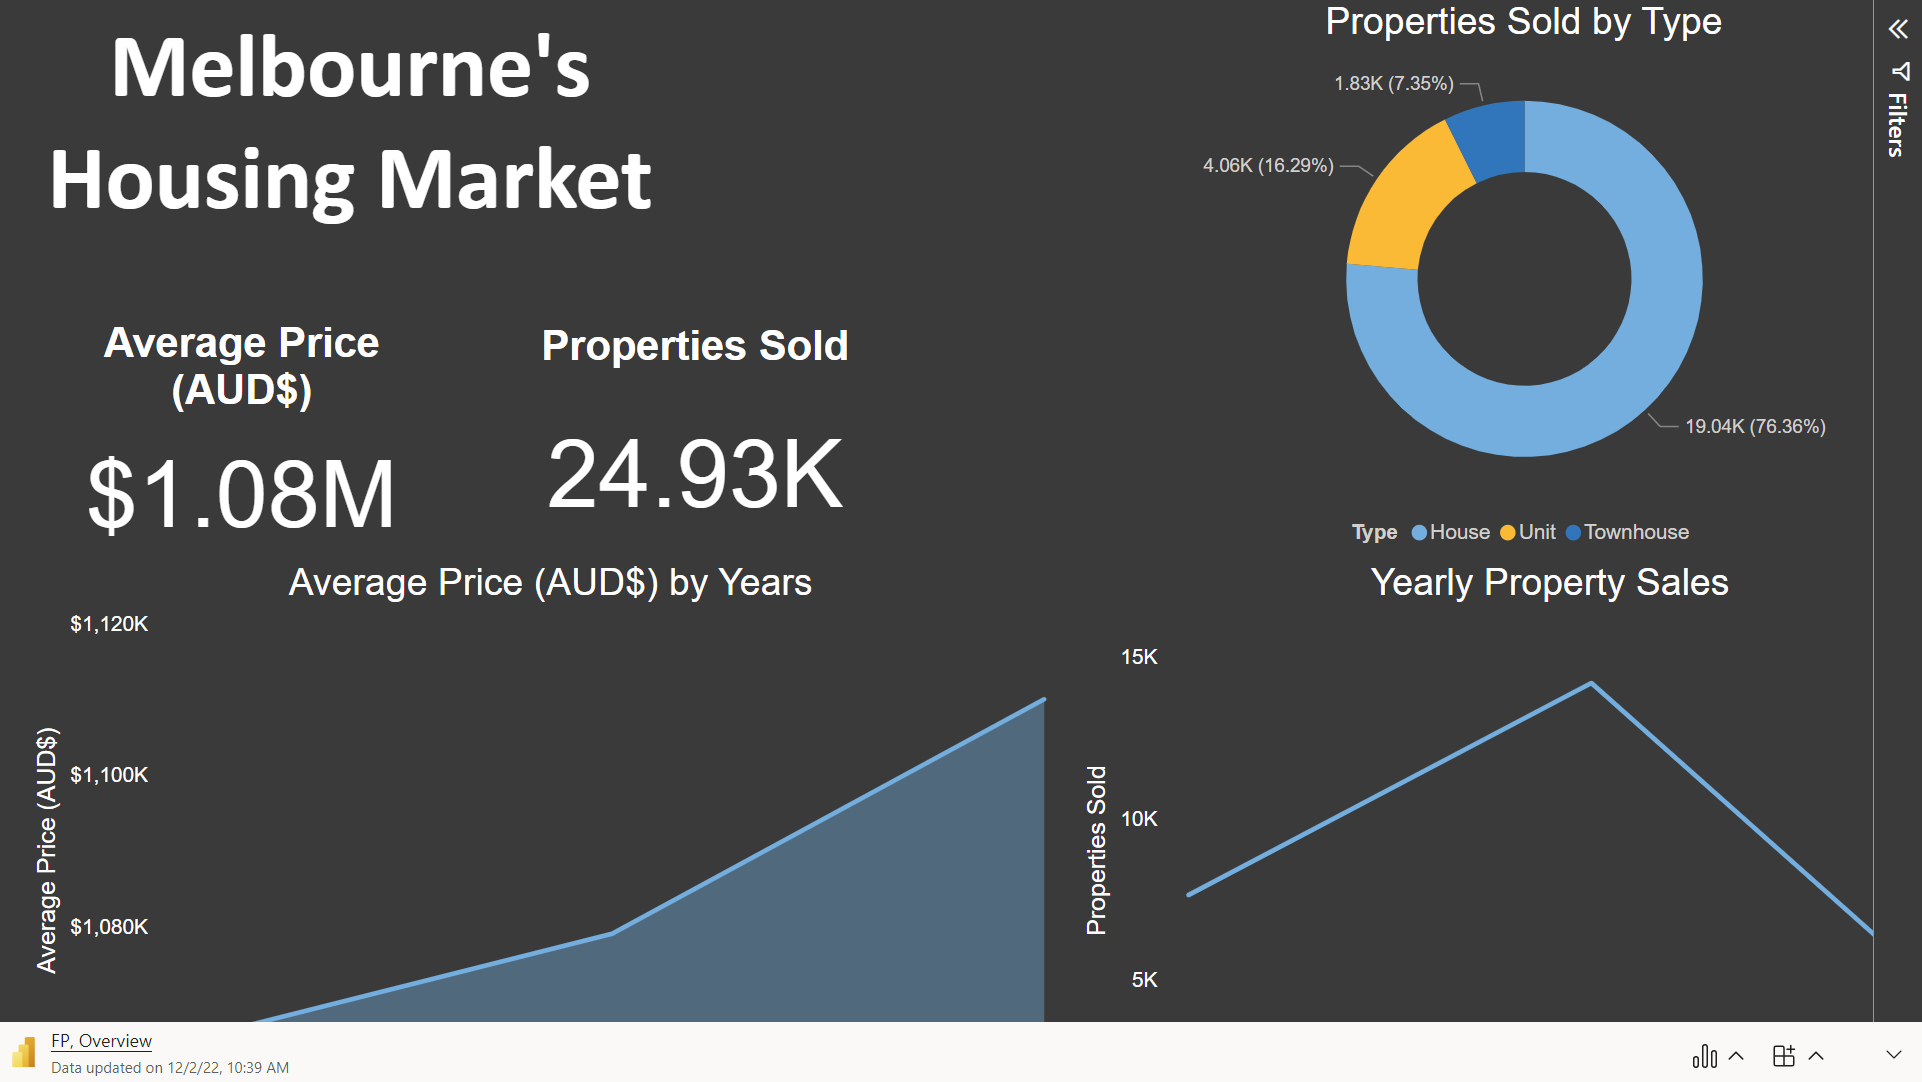 Melbourne's
Housing Market
Average Price
(AUD$)
$1.08M
Properties Sold
24.93K
Properties Sold by Type
1.83K (7.35%)
4.06K (16.29%)
19.04K (76.36%)
Type House Unit Townhouse
Filters
Average Price (AUD$) by Years
$1,120K
$1,100K
$1,080K
Average Price (AUD$)
Yearly Property Sales
15K
10K
5K
Properties Sold
FP, Overview
Data updated on 12/2/22, 10:39 AM